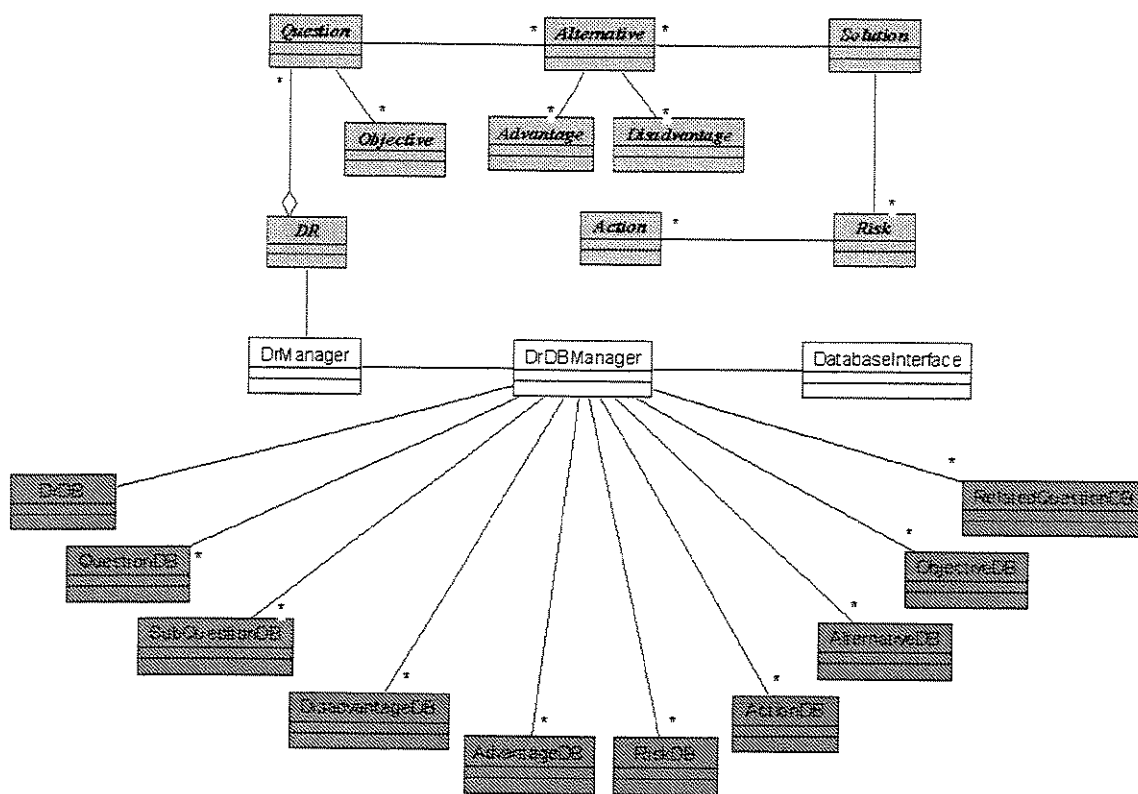 Question
*
Alternative
*
Solution
*
*
Objective
*
Advantage
*
Disadvantage
DR
Action
*
*
Risk
DrManager
DrDBManager
DatabaseInterface
DrDB
*
RelatedQuestionDB
QuestionDB
*
*
ObjectiveDB
SubQuestionDB
*
*
AlternativeDB
DisadvantageDB
*
*
ActionDB
AdvantageDB
*
*
RiskDB